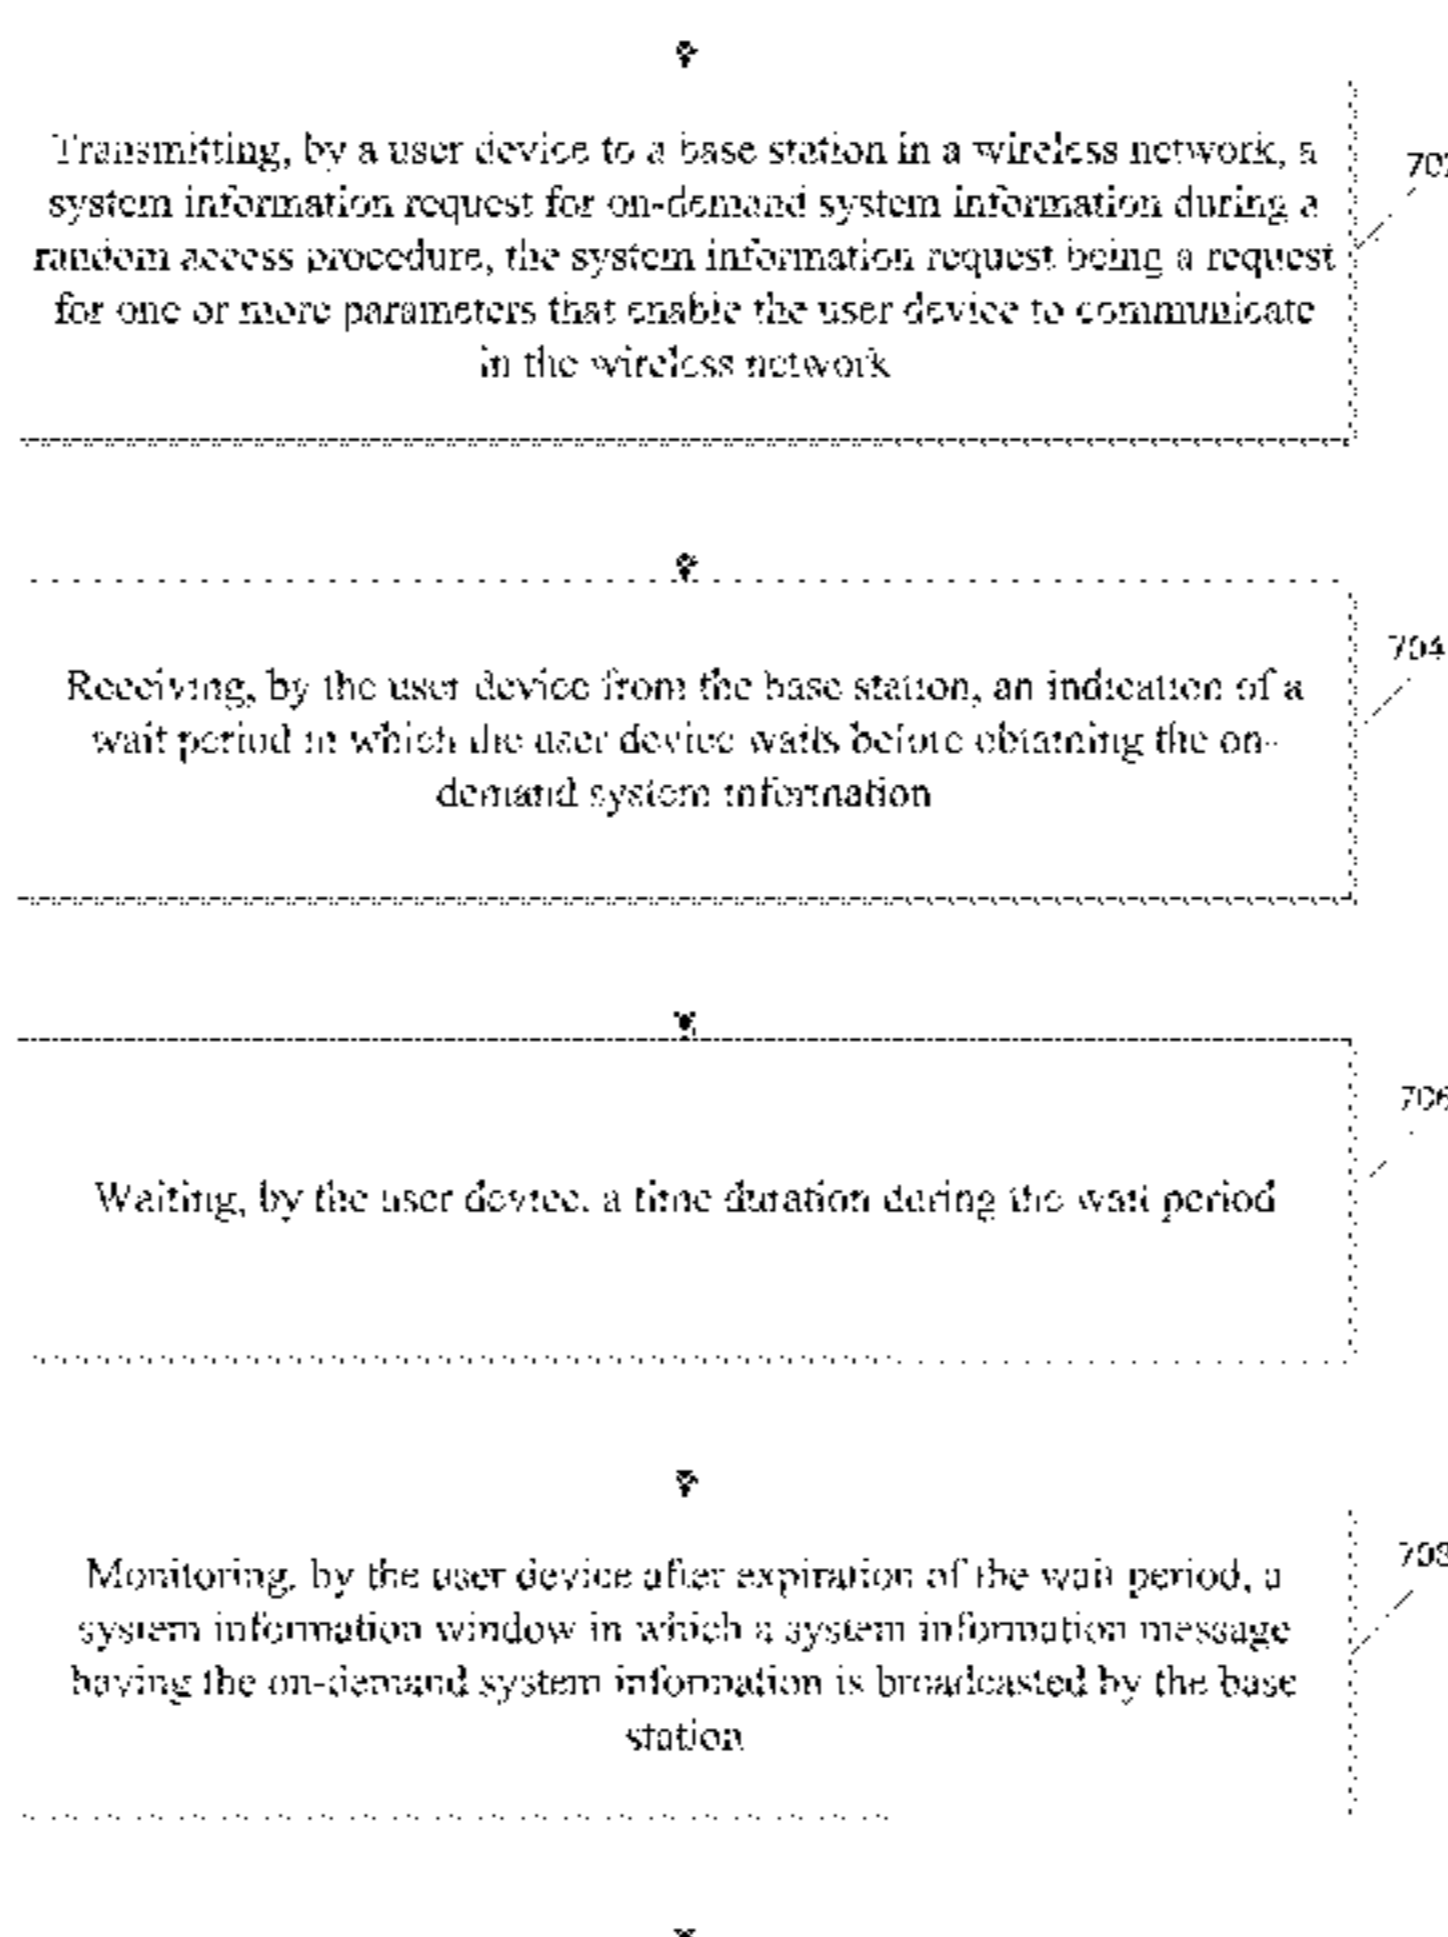 Transmitting, by a user device to a base station in a wireless network, a
system information request for on-demand system information during a
random access procedure, the system information request being a request
for one or more parameters that enable the user device to communicate
in the wireless network
702
Receiving, by the user device from the base station, an indication of a
wait period in which the user device waits before obtaining the on-
demand system information
704
Waiting, by the user device, a time duration during the wait period
706
Monitoring, by the user device after expiration of the wait period, a
system information window in which a system information message
having the on-demand system information is broadcasted by the base
station
708